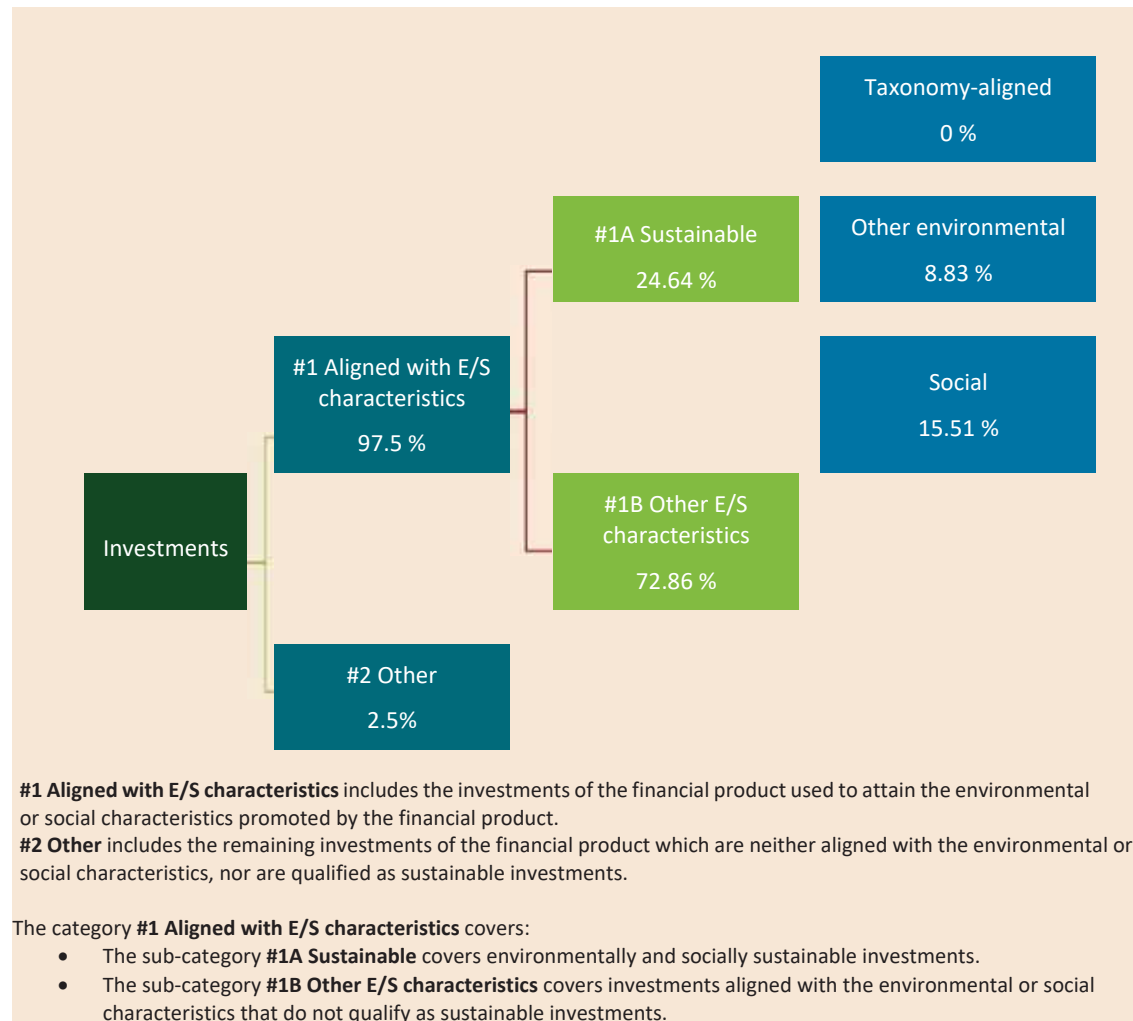 Taxonomy-aligned
0 %
#1A Sustainable
24.64 %
Other environmental
8.83 %
#1 Aligned with E/S
characteristics
97.5 %
Social
15.51 %
Investments
#1B Other E/S
characteristics
72.86 %
#2 Other
2.5%
#1 Aligned with E/S characteristics includes the investments of the financial product used to attain the environmental
or social characteristics promoted by the financial product.
#2 Other includes the remaining investments of the financial product which are neither aligned with the environmental or
social characteristics, nor are qualified as sustainable investments.
The category #1 Aligned with E/S characteristics covers:
• The sub-category #1A Sustainable covers environmentally and socially sustainable investments.
• The sub-category #1B Other E/S characteristics covers investments aligned with the environmental or social
characteristics that do not qualify as sustainable investments.